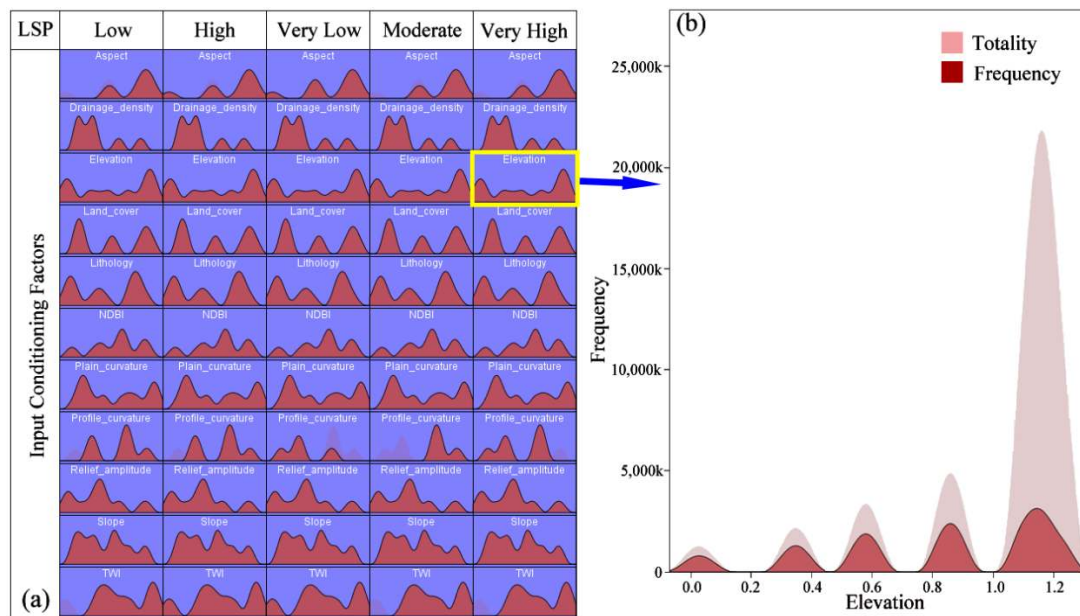 LSP Low High Very Low Moderate Very High
Input Conditioning Factors
Aspect Aspect Aspect Aspect Aspect
Drainage_density Drainage_density Drainage_density Drainage_density Drainage_density
Elevation Elevation Elevation Elevation Elevation
Land_cover Land_cover Land_cover Land_cover Land_cover
Lithology Lithology Lithology Lithology Lithology
NDBI NDBI NDBI NDBI NDBI
Plain_curvature Plain_curvature Plain_curvature Plain_curvature Plain_curvature
Profile_curvature Profile_curvature Profile_curvature Profile_curvature Profile_curvature
Relief_amplitude Relief_amplitude Relief_amplitude Relief_amplitude Relief_amplitude
Slope Slope Slope Slope Slope
TWI TWI TWI TWI TWI
(a)
(b)
Totality
Frequency
Frequency
25,000k
20,000k
15,000k
10,000k
5,000k
0
0.0 0.2 0.4 0.6 0.8 1.0 1.2
Elevation